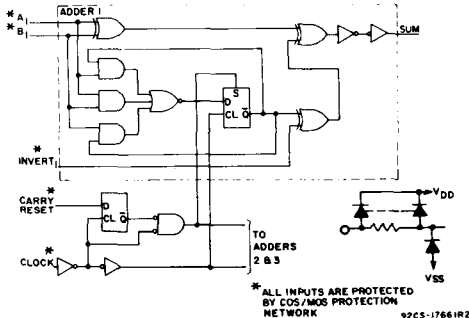 ADDER 1
* A1
* B1
SUM
S
D
CL Q̅
* INVERT1
* CARRY RESET
D
CL Q̅
* CLOCK
TO
ADDERS
2 & 3
VDD
VSS
* ALL INPUTS ARE PROTECTED
BY COS/MOS PROTECTION
NETWORK
92CS-17661R2